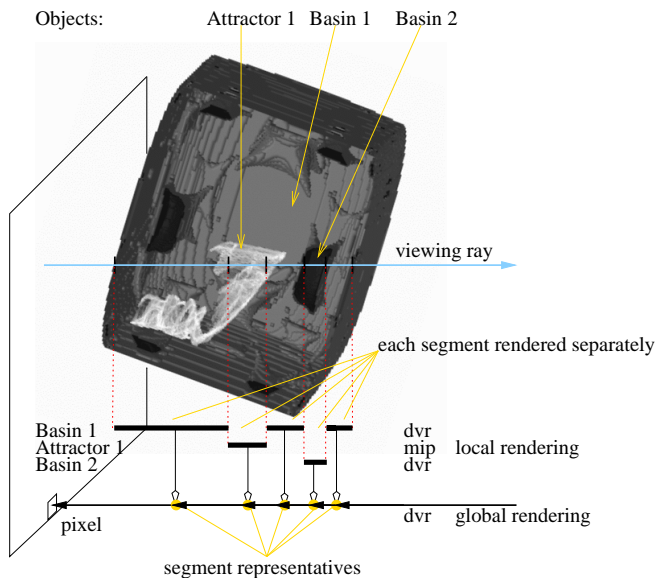 Objects: Attractor 1 Basin 1 Basin 2
viewing ray
each segment rendered separately
Basin 1 dvr
Attractor 1 mip local rendering
Basin 2 dvr
pixel dvr global rendering
segment representatives